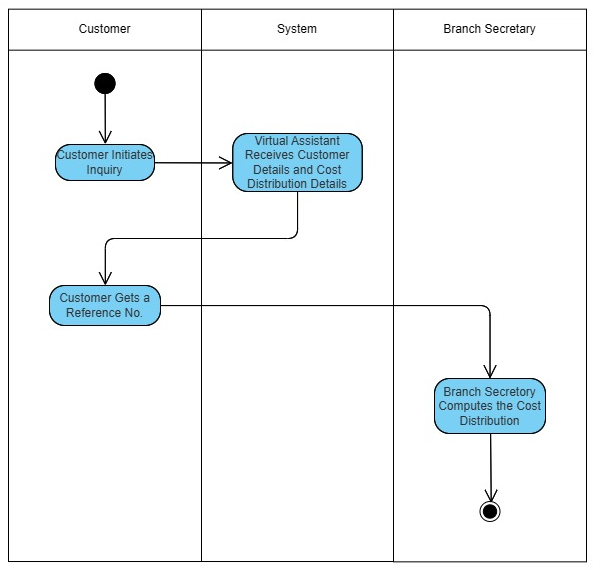 Customer
System
Branch Secretary
Customer Initiates
Inquiry
Virtual Assistant
Receives Customer
Details and Cost
Distribution Details
Customer Gets a
Reference No.
Branch Secretory
Computes the Cost
Distribution